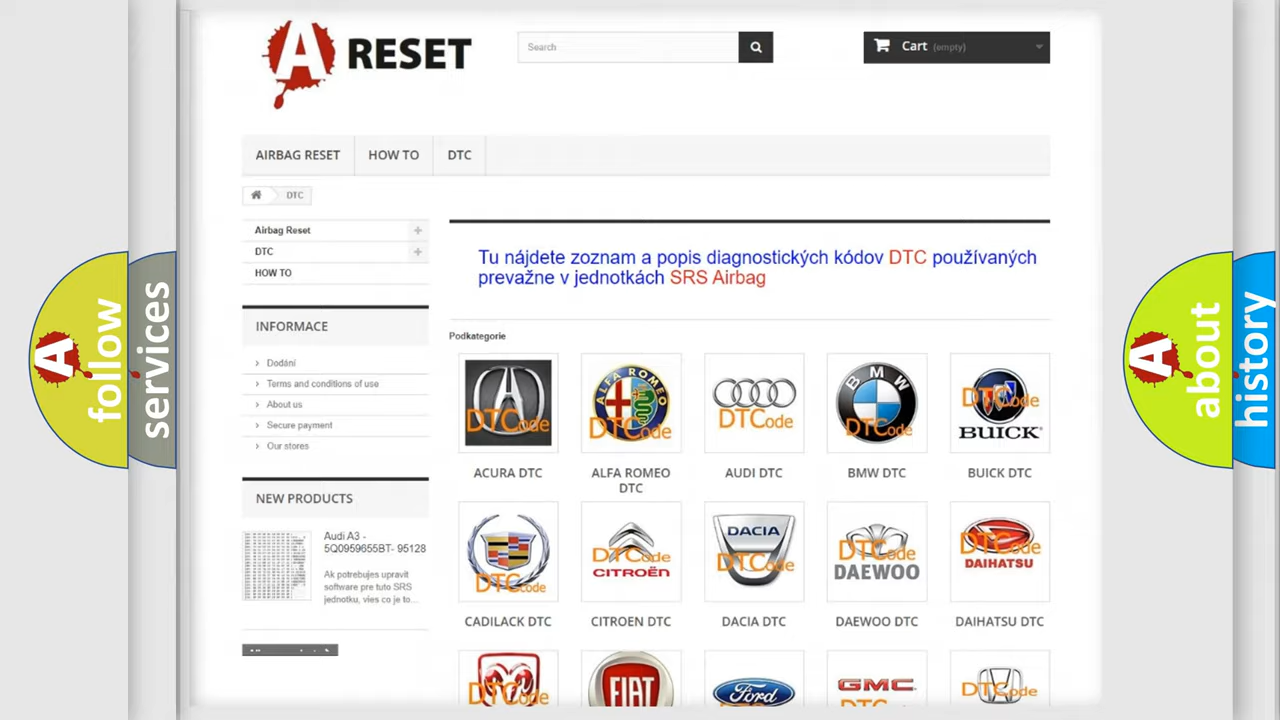 A RESET
Search
Cart (empty)
AIRBAG RESET
HOW TO
DTC
DTC
Airbag Reset
DTC
HOW TO
INFORMACE
Dodání
Terms and conditions of use
About us
Secure payment
Our stores
NEW PRODUCTS
Audi A3 -
5Q0959655BT- 95128
Ak potrebujes upravit
software pre tuto SRS
jednotku, vies co je to...
Tu nájdete zoznam a popis diagnostických kódov DTC používaných
prevažne v jednotkách SRS Airbag
Podkategorie
DTCode
ALFA ROMEO
DTCode
DTCode
BMW
DTCode
DTCode
BUICK
ACURA DTC
ALFA ROMEO
DTC
AUDI DTC
BMW DTC
BUICK DTC
DTCode
DTCode
CITROËN
DACIA
DTCode
DTCode
DAEWOO
DTCode
DAIHATSU
CADILACK DTC
CITROEN DTC
DACIA DTC
DAEWOO DTC
DAIHATSU DTC
DTCode
FIAT
Ford
GMC
DTCode
A follow
services
A about
history